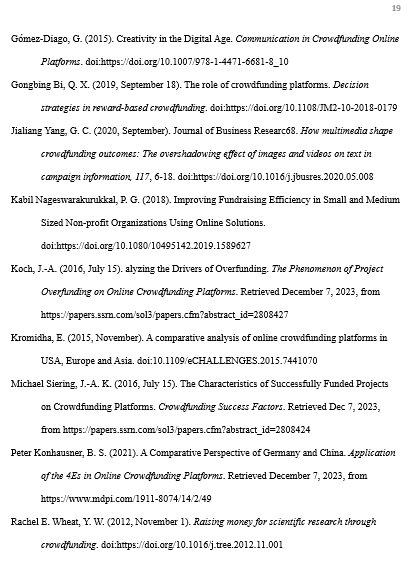 19
Gómez-Diago, G. (2015). Creativity in the Digital Age. Communication in Crowdfunding Online
Platforms. doi:https://doi.org/10.1007/978-1-4471-6681-8_10
Gongbing Bi, Q. X. (2019, September 18). The role of crowdfunding platforms. Decision
strategies in reward-based crowdfunding. doi:https://doi.org/10.1108/JM2-10-2018-0179
Jialiang Yang, G. C. (2020, September). Journal of Business Researc68. How multimedia shape
crowdfunding outcomes: The overshadowing effect of images and videos on text in
campaign information, 117, 6-18. doi:https://doi.org/10.1016/j.jbusres.2020.05.008
Kabil Nageswarakurukkal, P. G. (2018). Improving Fundraising Efficiency in Small and Medium
Sized Non-profit Organizations Using Online Solutions.
doi:https://doi.org/10.1080/10495142.2019.1589627
Koch, J.-A. (2016, July 15). alyzing the Drivers of Overfunding. The Phenomenon of Project
Overfunding on Online Crowdfunding Platforms. Retrieved December 7, 2023, from
https://papers.ssrn.com/sol3/papers.cfm?abstract_id=2808427
Kromidha, E. (2015, November). A comparative analysis of online crowdfunding platforms in
USA, Europe and Asia. doi:10.1109/eCHALLENGES.2015.7441070
Michael Siering, J.-A. K. (2016, July 15). The Characteristics of Successfully Funded Projects
on Crowdfunding Platforms. Crowdfunding Success Factors. Retrieved Dec 7, 2023,
from https://papers.ssrn.com/sol3/papers.cfm?abstract_id=2808424
Peter Konhausner, B. S. (2021). A Comparative Perspective of Germany and China. Application
of the 4Es in Online Crowdfunding Platforms. Retrieved December 7, 2023, from
https://www.mdpi.com/1911-8074/14/2/49
Rachel E. Wheat, Y. W. (2012, November 1). Raising money for scientific research through
crowdfunding. doi:https://doi.org/10.1016/j.tree.2012.11.001